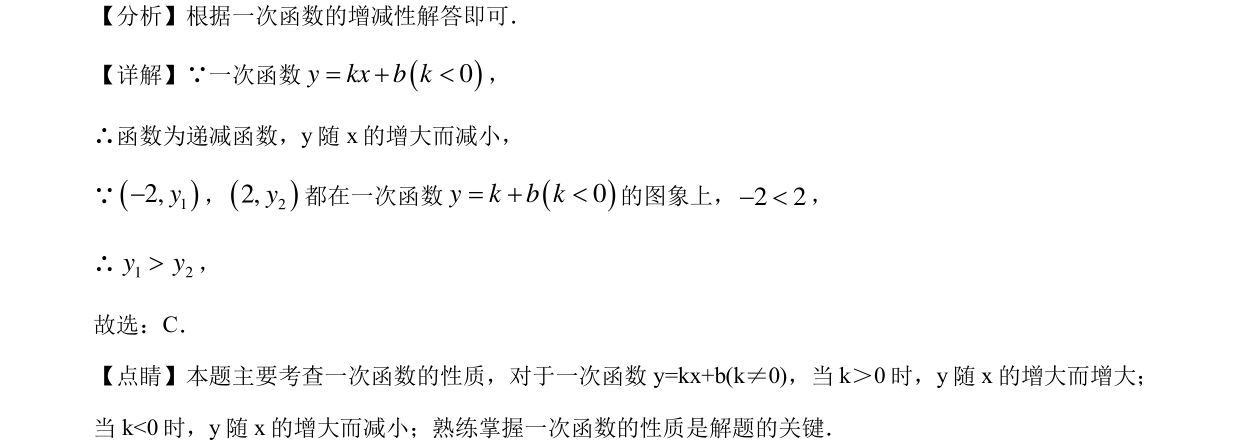 【分析】根据一次函数的增减性解答即可.
【详解】∵一次函数 y = kx + b(k < 0),
∴函数为递减函数，y 随 x 的增大而减小，
∵(−2, y₁)，(2, y₂)都在一次函数 y = k + b(k < 0)的图象上，−2 < 2，
∴ y₁ > y₂，
故选：C.
【点睛】本题主要考查一次函数的性质，对于一次函数 y=kx+b(k≠0)，当 k＞0 时，y 随 x 的增大而增大；
当 k<0 时，y 随 x 的增大而减小；熟练掌握一次函数的性质是解题的关键.